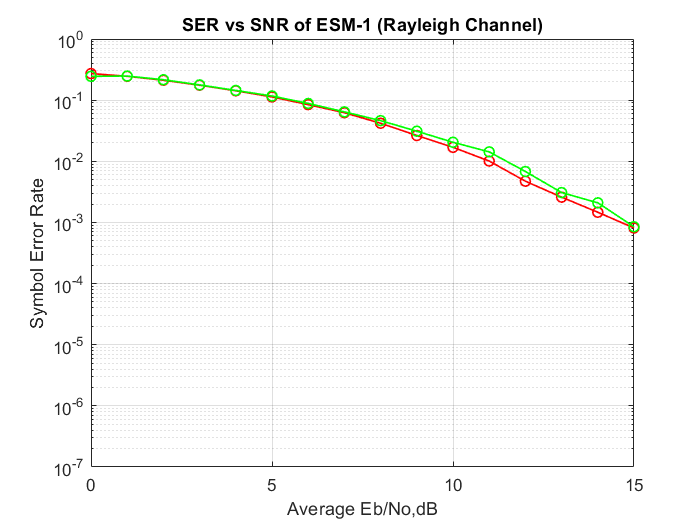 SER vs SNR of ESM-1 (Rayleigh Channel)
Symbol Error Rate
10^0
10^-1
10^-2
10^-3
10^-4
10^-5
10^-6
10^-7
0 5 10 15
Average Eb/No,dB